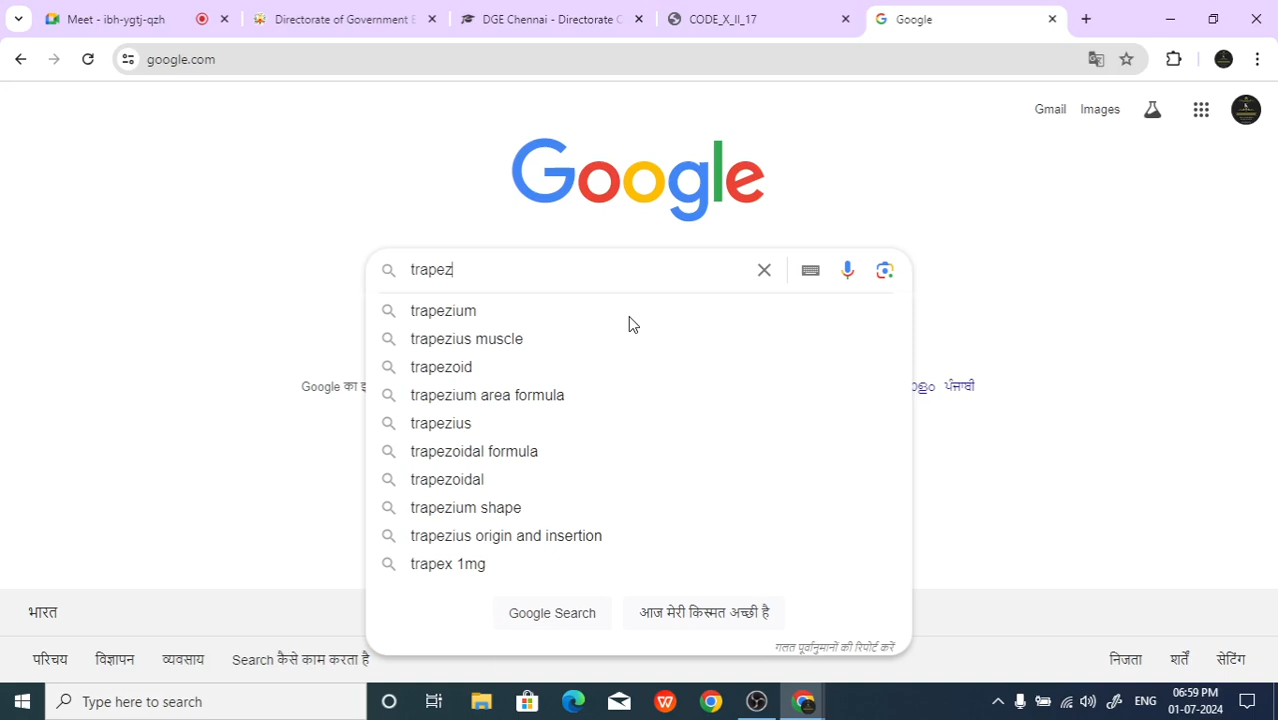 Meet - ibh-ygtj-qzh
Directorate of Government E
DGE Chennai - Directorate C
CODE_X_II_17
Google
google.com
Gmail Images
Google
trapez
trapezium
trapezius muscle
trapezoid
Google का इ
ਪੰਜਾਬੀ
trapezium area formula
trapezius
trapezoidal formula
trapezoidal
trapezium shape
trapezius origin and insertion
trapex 1mg
Google Search आज मेरी किस्मत अच्छी है
भारत
गलत पूर्वानुमानों की रिपोर्ट करें
परिचय विज्ञापन व्यवसाय Search कैसे काम करता है निजता शर्तें सेटिंग
Type here to search
ENG
06:59 PM
01-07-2024